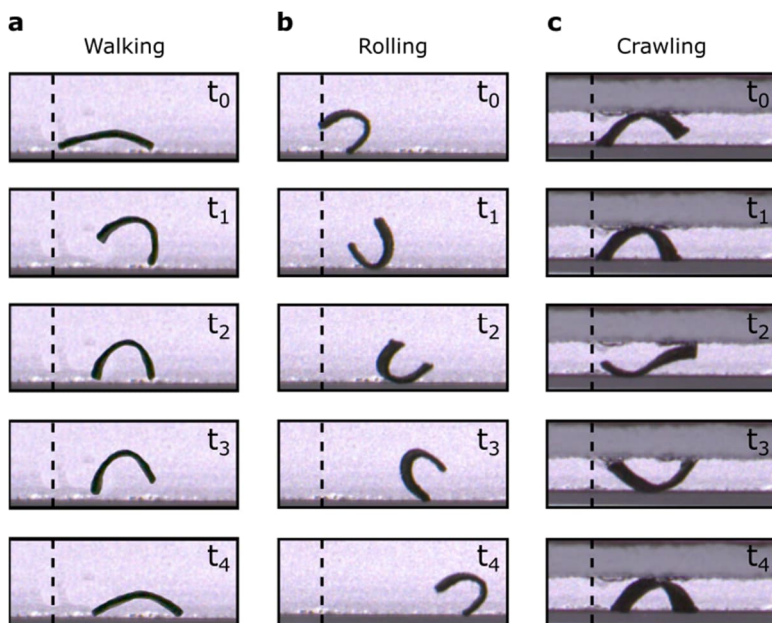 a b c
Walking Rolling Crawling
t0 t0 t0
t1 t1 t1
t2 t2 t2
t3 t3 t3
t4 t4 t4